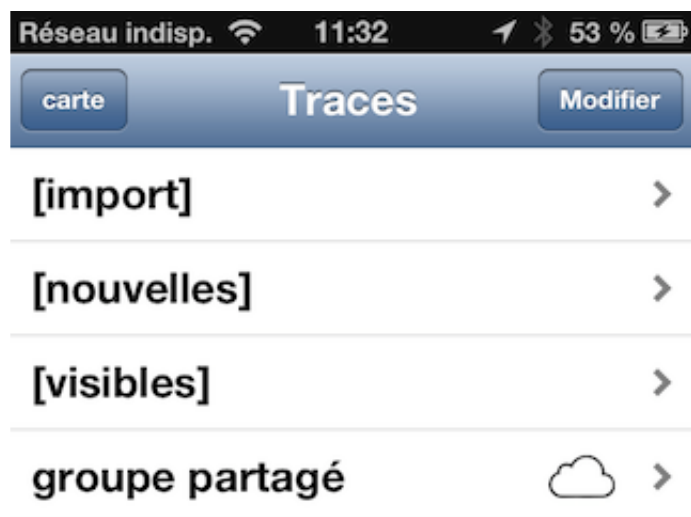 Réseau indisp. 11:32 53 %
carte Traces Modifier
[import]
[nouvelles]
[visibles]
groupe partagé